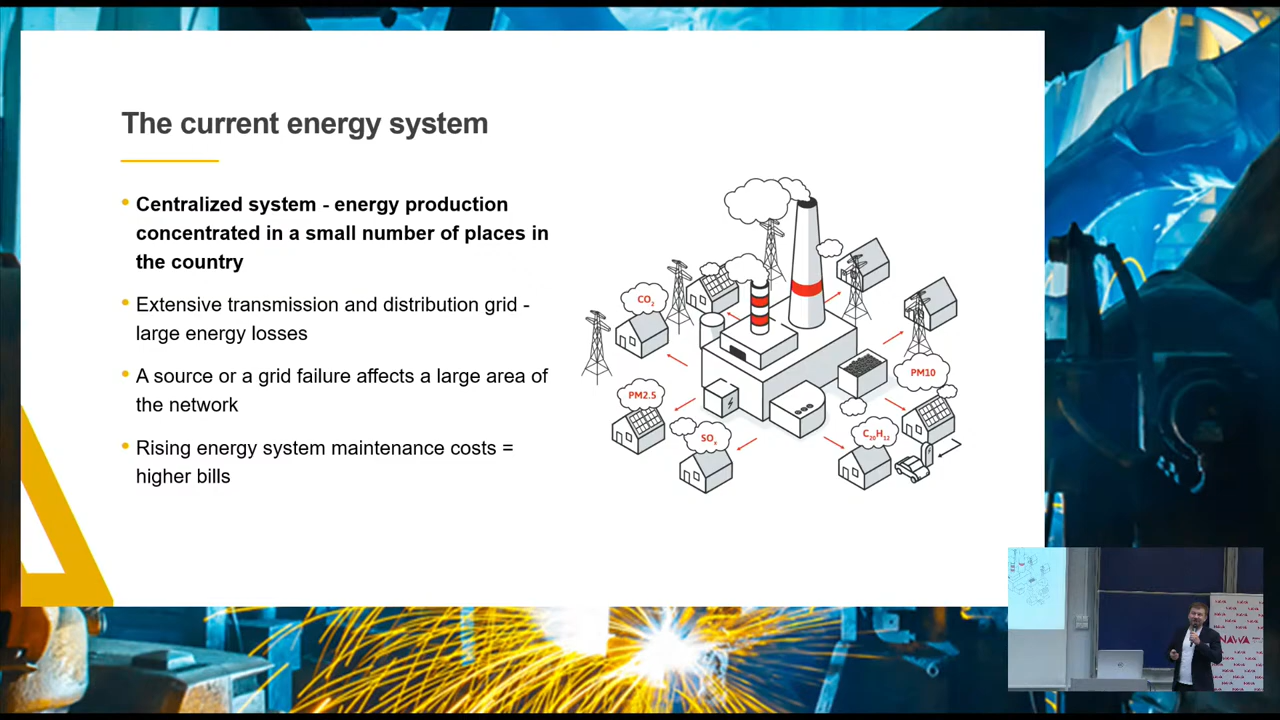 The current energy system
• Centralized system - energy production
concentrated in a small number of places in
the country
• Extensive transmission and distribution grid -
large energy losses
• A source or a grid failure affects a large area of
the network
• Rising energy system maintenance costs =
higher bills
CO₂
PM10
PM2.5
SOₓ
C₂₀H₁₂
NAWA